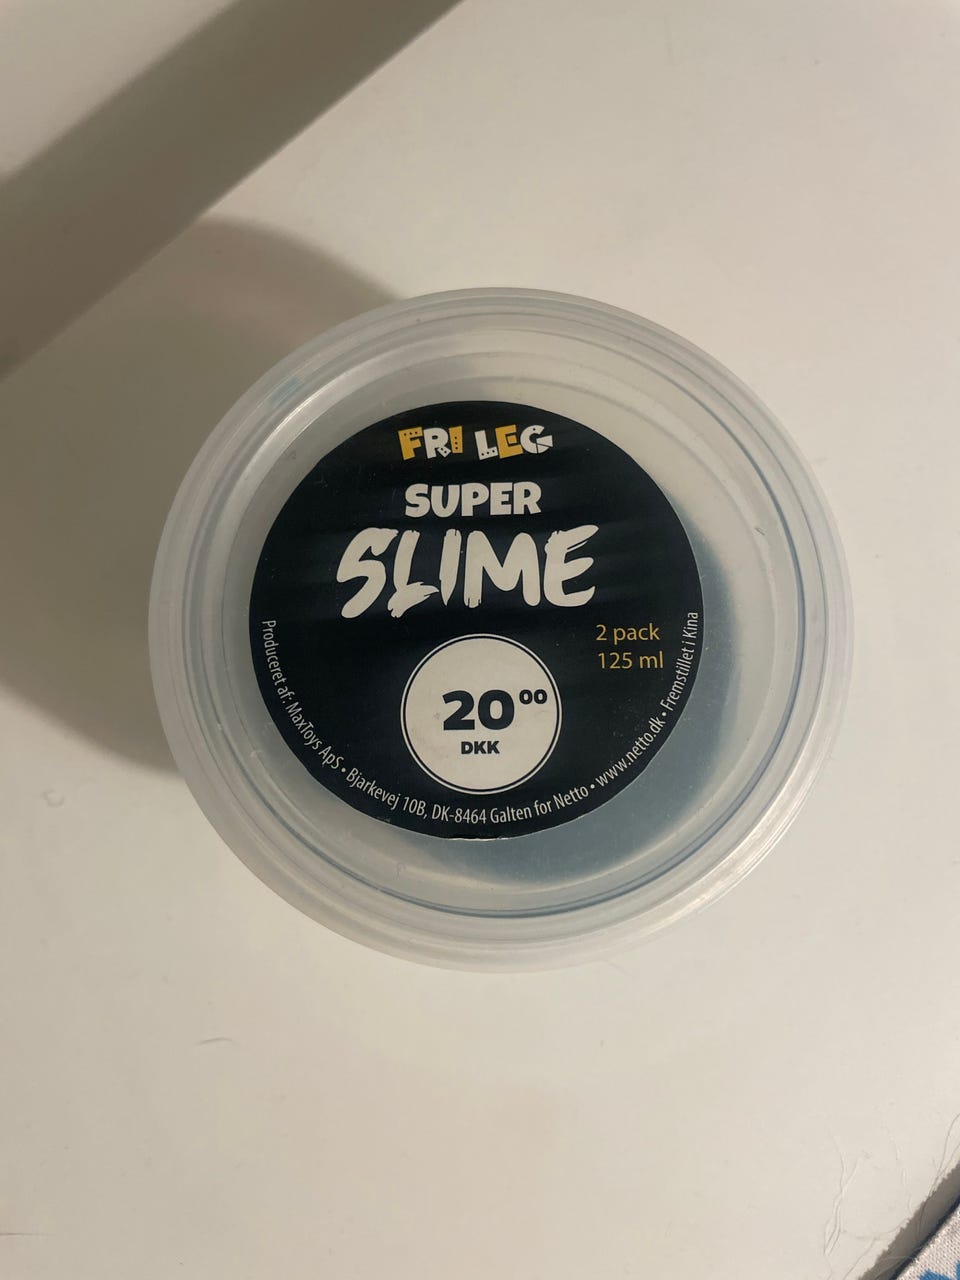 FRI LEG
SUPER
SLIME
2 pack
125 ml
20⁰⁰
DKK
Produceret af: MaxToys ApS • Bjarkevej 10B, DK-8464 Galten for Netto • www.netto.dk • Fremstillet i Kina